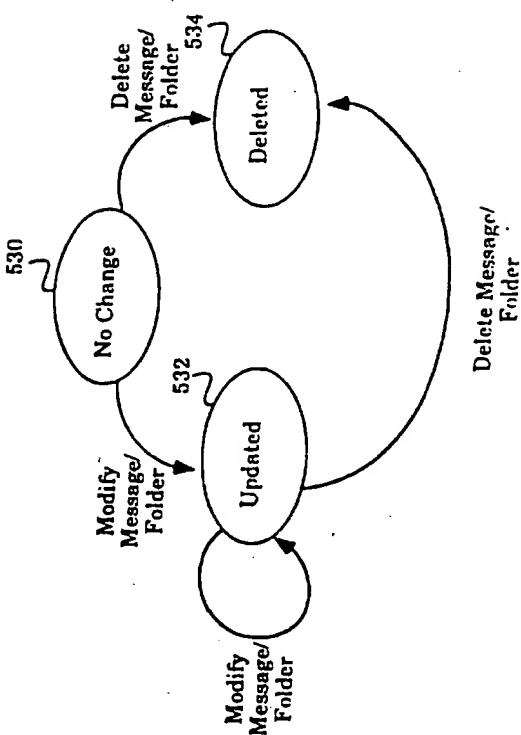 530
No Change
Delete
Message/
Folder
534
Deleted
Modify
Message/
Folder
532
Updated
Modify
Message/
Folder
Delete Message/
Folder